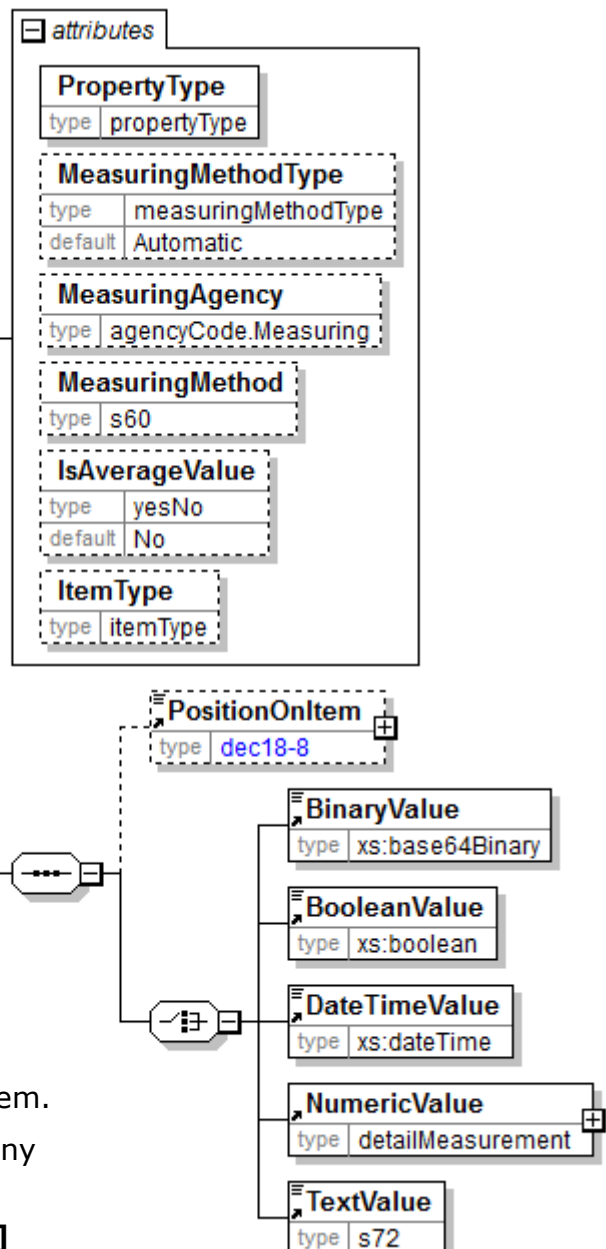 attributes
PropertyType
type propertyType
MeasuringMethodType
type measuringMethodType
default Automatic
MeasuringAgency
type agencyCode.Measuring
MeasuringMethod
type s60
IsAverageValue
type yesNo
default No
ItemType
type itemType
PositionOnItem
type dec18-8
BinaryValue
type xs:base64Binary
BooleanValue
type xs:boolean
DateTimeValue
type xs:dateTime
em.
NumericValue
ny
type detailMeasurement
TextValue
]
type s72